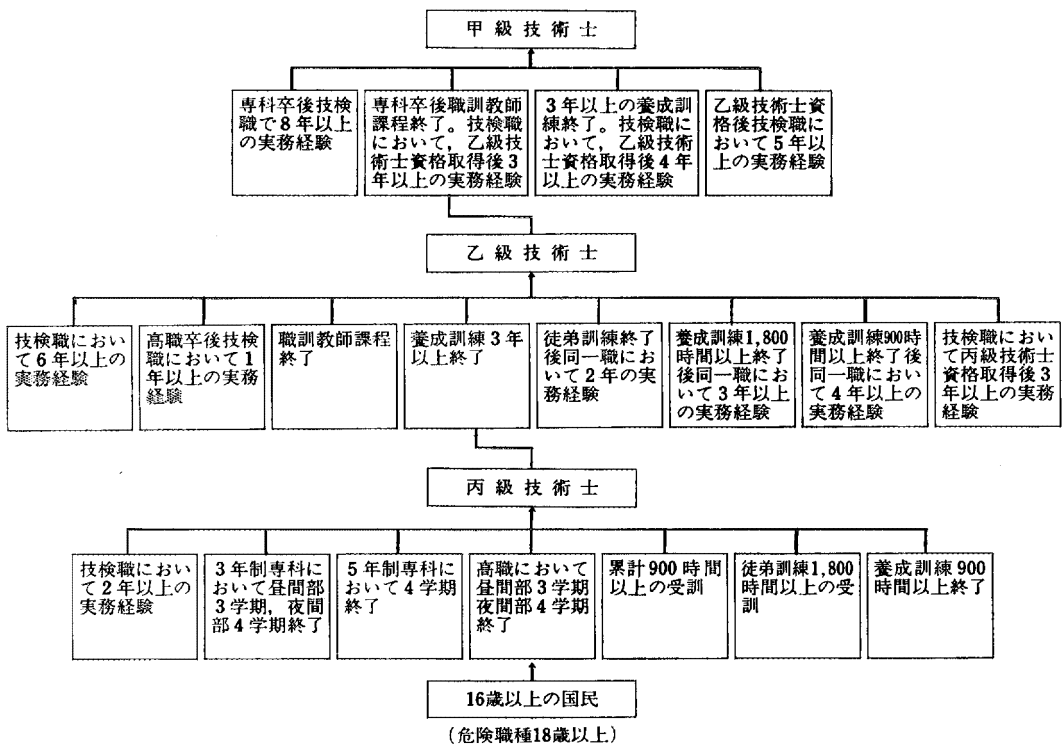 甲級技術士
専科卒後技検
職で8年以上
の実務経験
専科卒後職訓教師
課程終了。技検職
において，乙級技
術士資格取得後3
年以上の実務経験
3年以上の養成訓
練終了。技検職に
おいて，乙級技術
士資格取得後4年
以上の実務経験
乙級技術士資
格後技検職に
おいて5年以
上の実務経験
乙級技術士
技検職におい
て6年以上の
実務経験
高職卒後技検
職において1
年以上の実務
経験
職訓教師課程
終了
養成訓練3年
以上終了
徒弟訓練終了
後同一職にお
いて2年の実
務経験
養成訓練1,800
時間以上終了
後同一職にお
いて3年以上
の実務経験
養成訓練900時
間以上終了後
同一職におい
て4年以上の
実務経験
技検職におい
て丙級技術士
資格取得後3
年以上の実務
経験
丙級技術士
技検職におい
て2年以上の
実務経験
3年制専科に
おいて昼間部
3学期，夜間
部4学期終了
5年制専科に
おいて4学期
終了
高職において
昼間部3学期
夜間部4学期
終了
累計900時間
以上の受訓
徒弟訓練1,800
時間以上の受
訓
養成訓練900
時間以上終了
16歳以上の国民
（危険職種18歳以上）